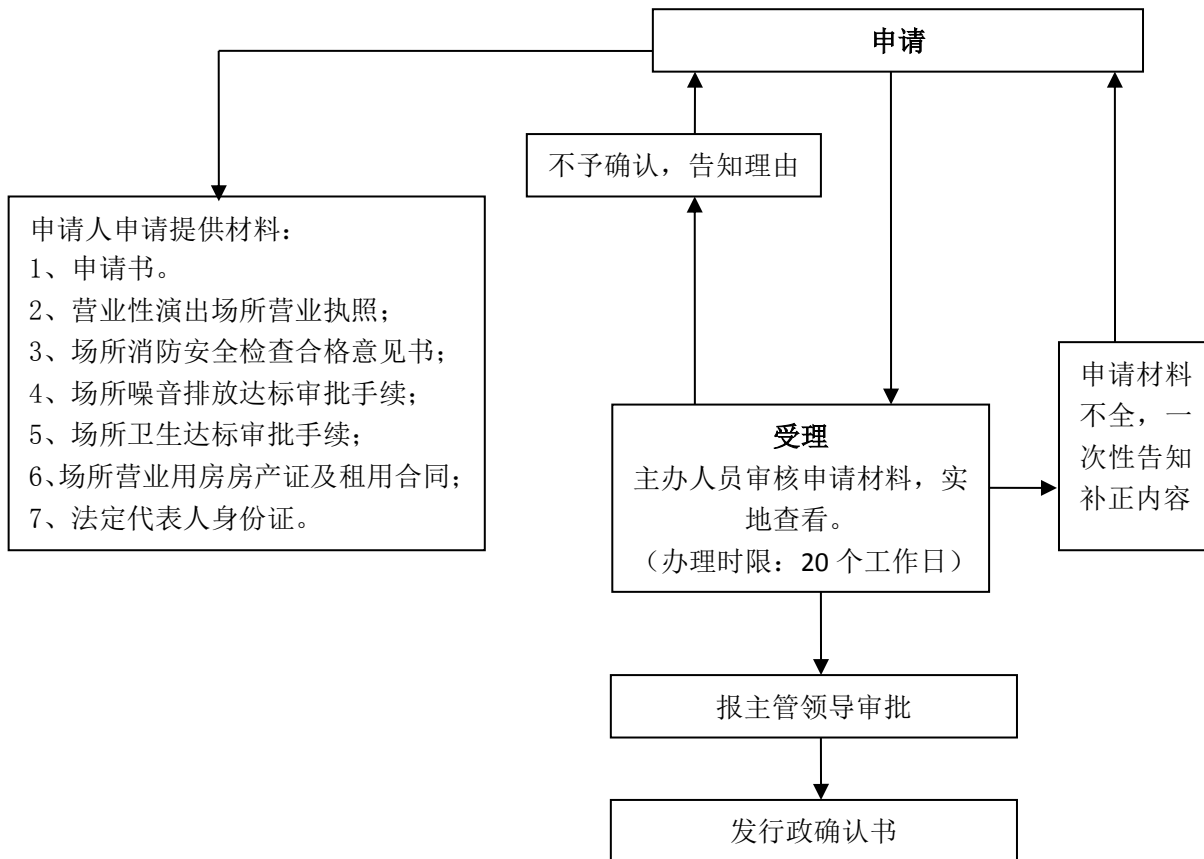 申请
不予确认，告知理由
申请人申请提供材料：
1、申请书。
2、营业性演出场所营业执照；
3、场所消防安全检查合格意见书；
4、场所噪音排放达标审批手续；
5、场所卫生达标审批手续；
6、场所营业用房房产证及租用合同；
7、法定代表人身份证。
受理
主办人员审核申请材料，实
地查看。
（办理时限：20 个工作日）
申请材料
不全，一
次性告知
补正内容
报主管领导审批
发行政确认书